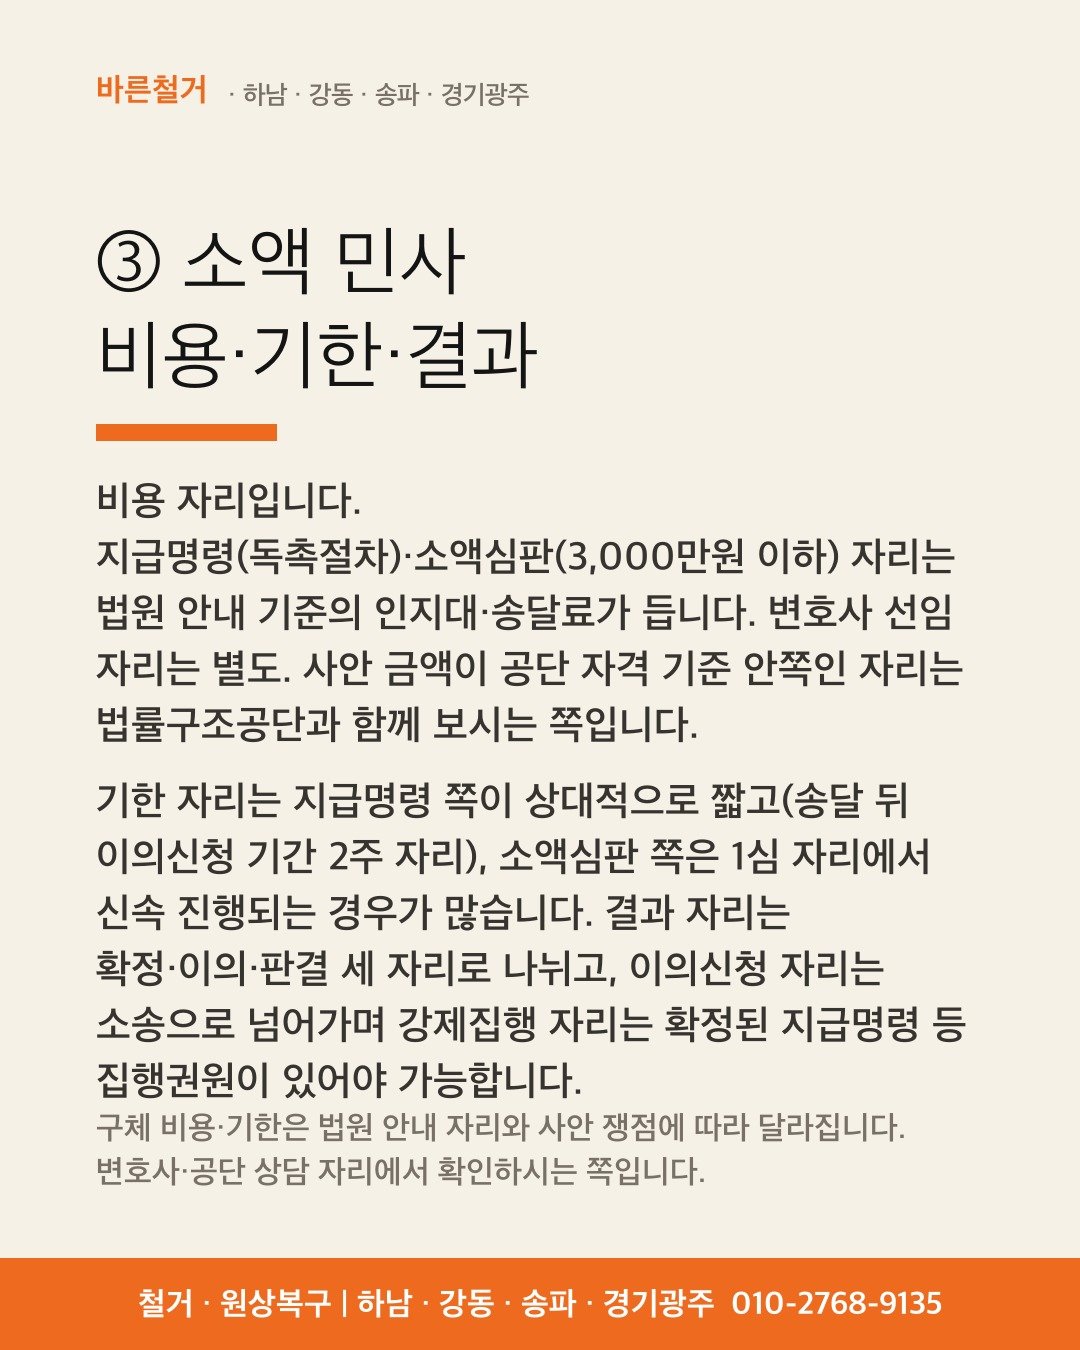 바른철거 · 하남 · 강동 · 송파 · 경기광주
③ 소액 민사
비용·기한·결과
비용 자리입니다.
지급명령(독촉절차)·소액심판(3,000만원 이하) 자리는
법원 안내 기준의 인지대·송달료가 듭니다. 변호사 선임
자리는 별도. 사안 금액이 공단 자격 기준 안쪽인 자리는
법률구조공단과 함께 보시는 쪽입니다.
기한 자리는 지급명령 쪽이 상대적으로 짧고(송달 뒤
이의신청 기간 2주 자리), 소액심판 쪽은 1심 자리에서
신속 진행되는 경우가 많습니다. 결과 자리는
확정·이의·판결 세 자리로 나뉘고, 이의신청 자리는
소송으로 넘어가며 강제집행 자리는 확정된 지급명령 등
집행권원이 있어야 가능합니다.
구체 비용·기한은 법원 안내 자리와 사안 쟁점에 따라 달라집니다.
변호사·공단 상담 자리에서 확인하시는 쪽입니다.
철거 · 원상복구 | 하남 · 강동 · 송파 · 경기광주 010-2768-9135